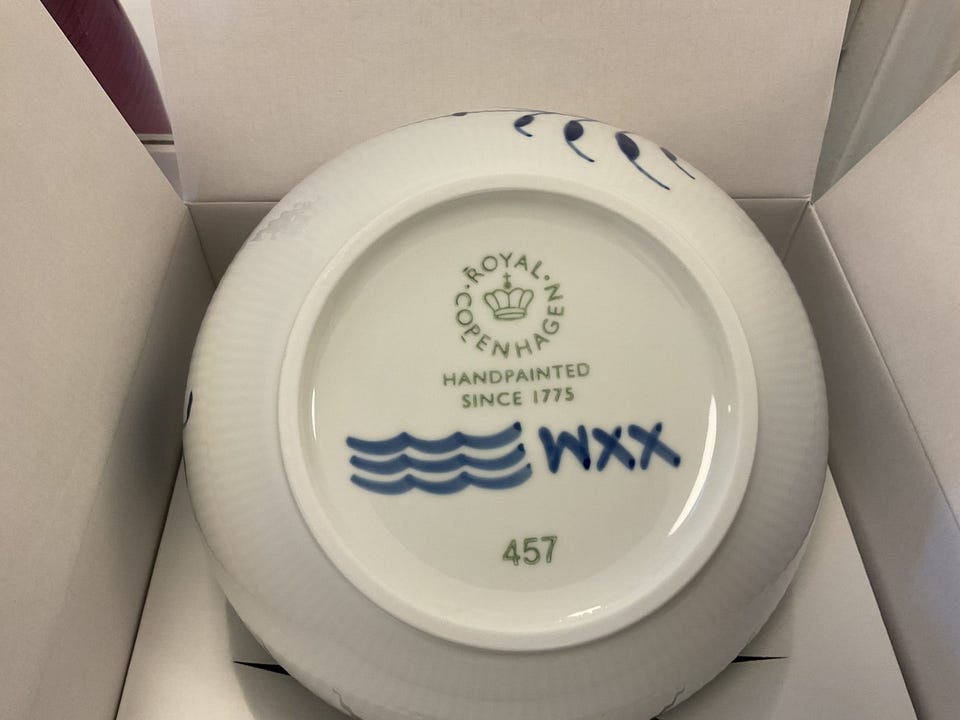 ROYAL
COPENHAGEN
HANDPAINTED
SINCE 1775
WXX
457